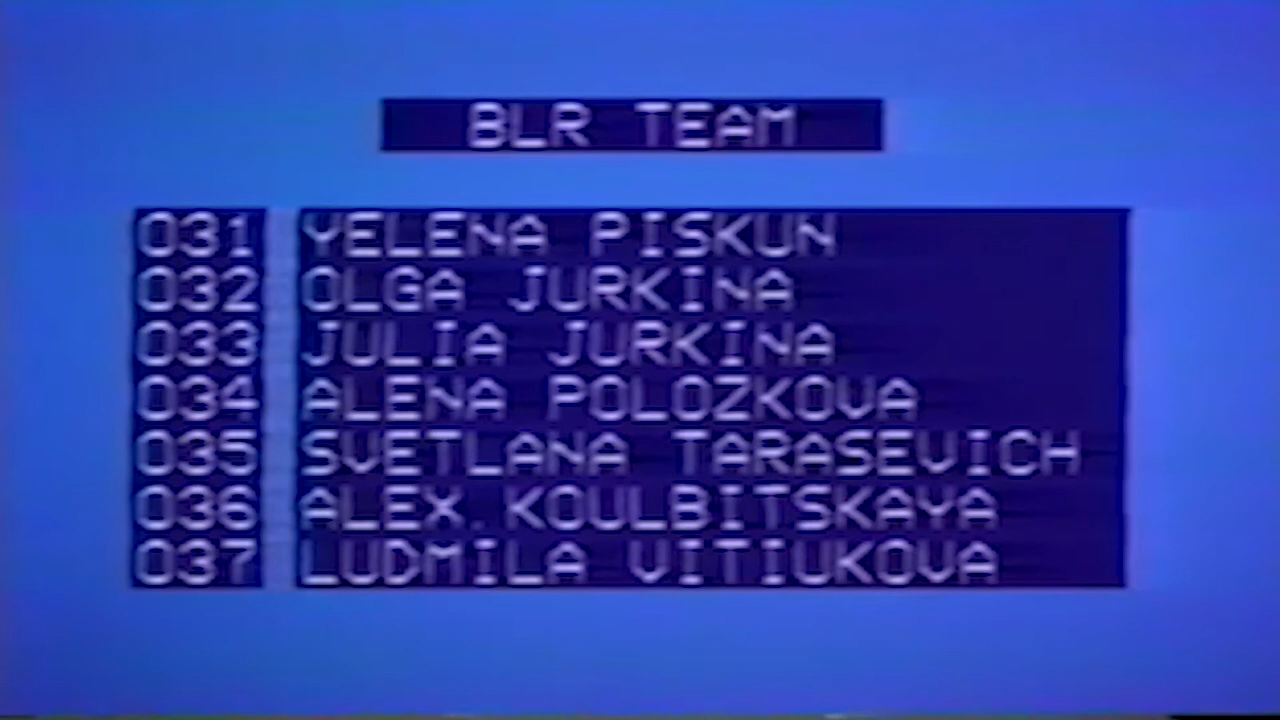 BLR TEAM
031 YELENA PISKUN
032 OLGA JURKINA
033 JULIA JURKINA
034 ALENA POLOZKOVA
035 SVETLANA TARASEVICH
036 ALEX. KOULBITSKAYA
037 LUDMILA VITIUKOVA